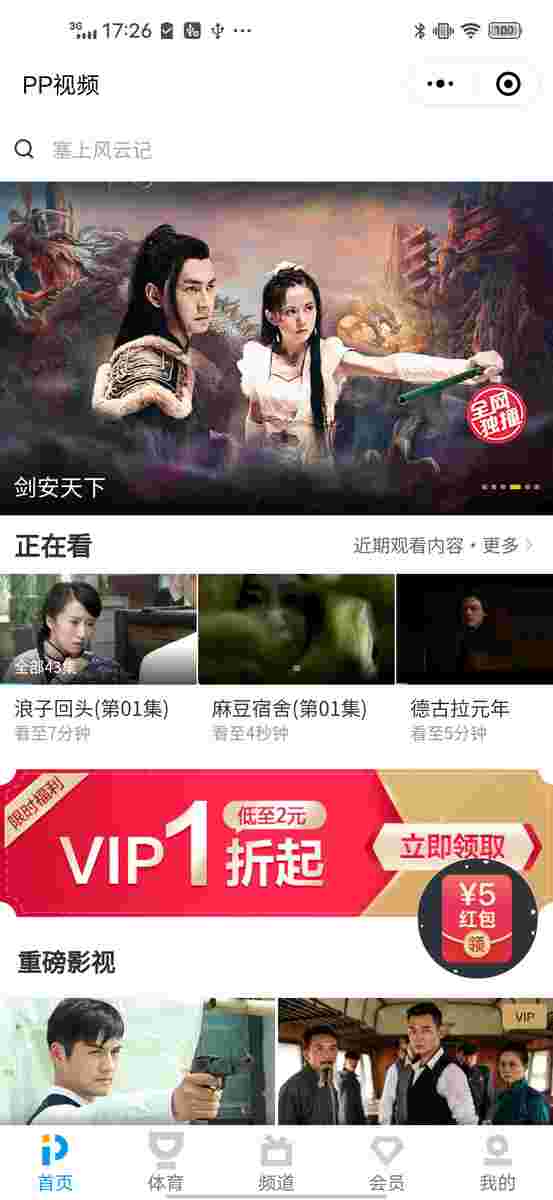 3G 17:26 ••• 100
PP视频
塞上风云记
全网
独播
剑安天下
正在看
近期观看内容·更多
全部43集
浪子回头(第01集)
看至7分钟
麻豆宿舍(第01集)
看至4秒钟
德古拉元年
看至5分钟
限时福利
VIP1折起
低至2元
立即领取
¥5
红包
领
重磅影视
VIP
首页
体育
频道
会员
我的